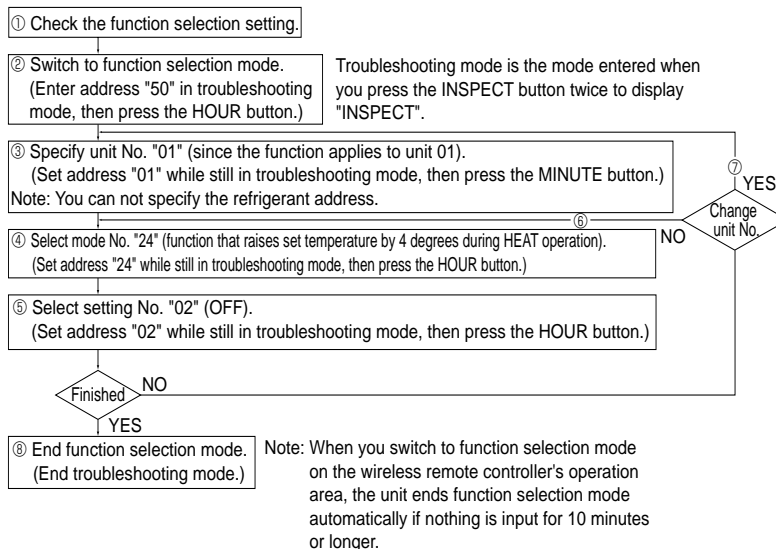 ① Check the function selection setting.
② Switch to function selection mode.
(Enter address "50" in troubleshooting
mode, then press the HOUR button.)
Troubleshooting mode is the mode entered when
you press the INSPECT button twice to display
"INSPECT".
③ Specify unit No. "01" (since the function applies to unit 01).
(Set address "01" while still in troubleshooting mode, then press the MINUTE button.)
Note: You can not specify the refrigerant address.
⑦
YES
Change
unit No.
⑥
NO
④ Select mode No. "24" (function that raises set temperature by 4 degrees during HEAT operation).
(Set address "24" while still in troubleshooting mode, then press the HOUR button.)
⑤ Select setting No. "02" (OFF).
(Set address "02" while still in troubleshooting mode, then press the HOUR button.)
Finished
NO
YES
⑧ End function selection mode.
(End troubleshooting mode.)
Note: When you switch to function selection mode
on the wireless remote controller's operation
area, the unit ends function selection mode
automatically if nothing is input for 10 minutes
or longer.